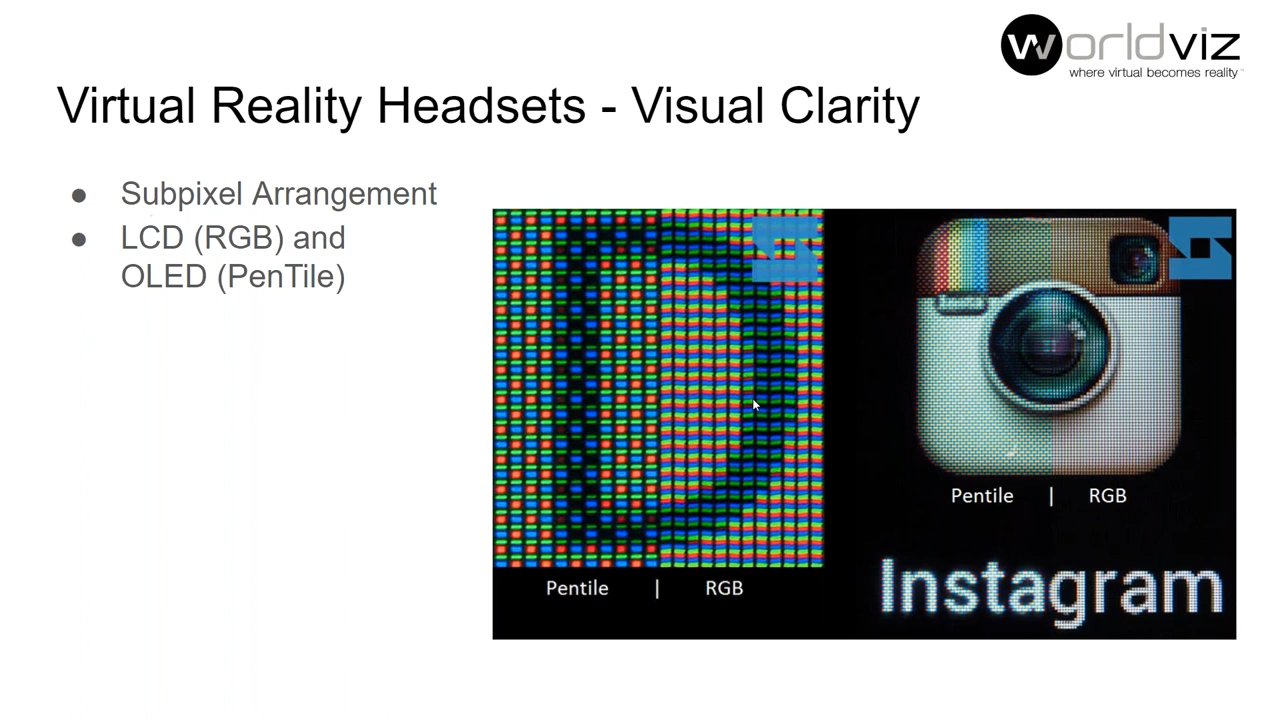 Worldviz
where virtual becomes reality
Virtual Reality Headsets - Visual Clarity
● Subpixel Arrangement
● LCD (RGB) and
OLED (PenTile)
Pentile | RGB
Pentile | RGB
Instagram